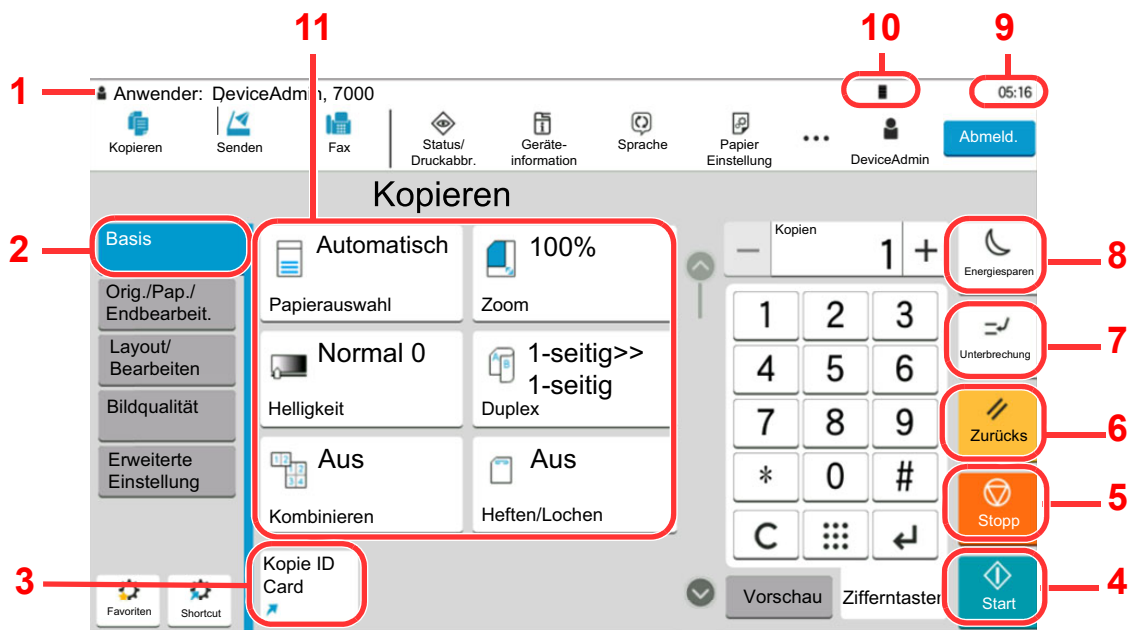 11
10
9
1
Anwender: DeviceAdmin, 7000
05:16
Kopieren
Senden
Fax
Status/
Druckabbr.
Geräte-
information
Sprache
Papier
Einstellung
DeviceAdmin
Abmeld.
Kopieren
2
Basis
Orig./Pap./
Endbearbeit.
Layout/
Bearbeiten
Bildqualität
Erweiterte
Einstellung
Automatisch
Papierauswahl
100%
Zoom
Normal 0
Helligkeit
1-seitig>>
1-seitig
Duplex
Aus
Kombinieren
Aus
Heften/Lochen
Kopien
− 1 +
1 2 3
4 5 6
7 8 9
* 0 #
C
Energiesparen
8
Unterbrechung
7
Zurücks
6
Stopp
5
3
Kopie ID
Card
Favoriten
Shortcut
Vorschau
Zifferntasten
Start
4